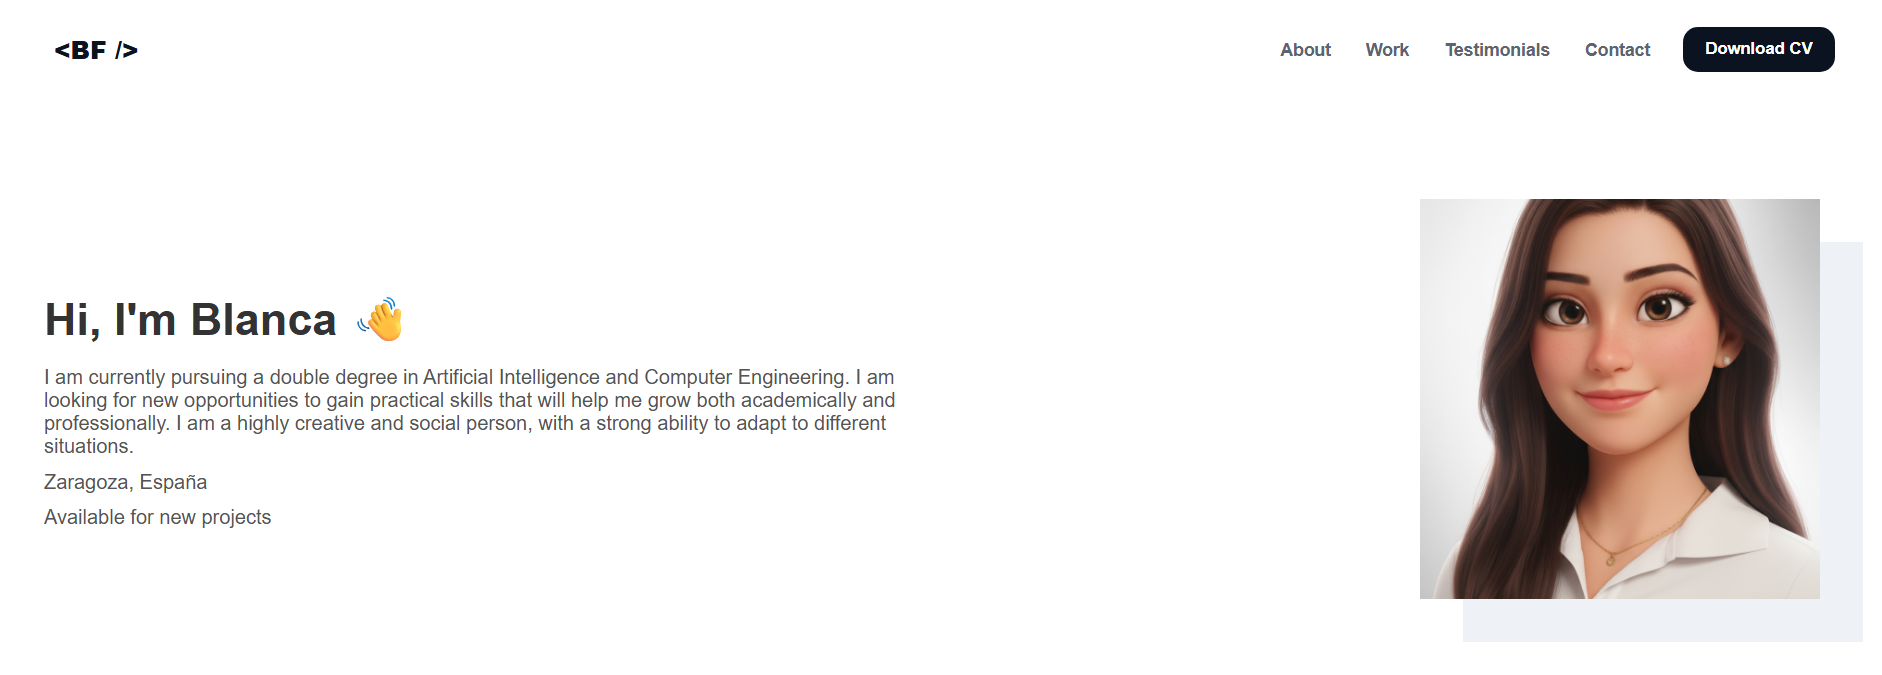 <BF />
About Work Testimonials Contact Download CV
Hi, I'm Blanca 👋
I am currently pursuing a double degree in Artificial Intelligence and Computer Engineering. I am
looking for new opportunities to gain practical skills that will help me grow both academically and
professionally. I am a highly creative and social person, with a strong ability to adapt to different
situations.
Zaragoza, España
Available for new projects